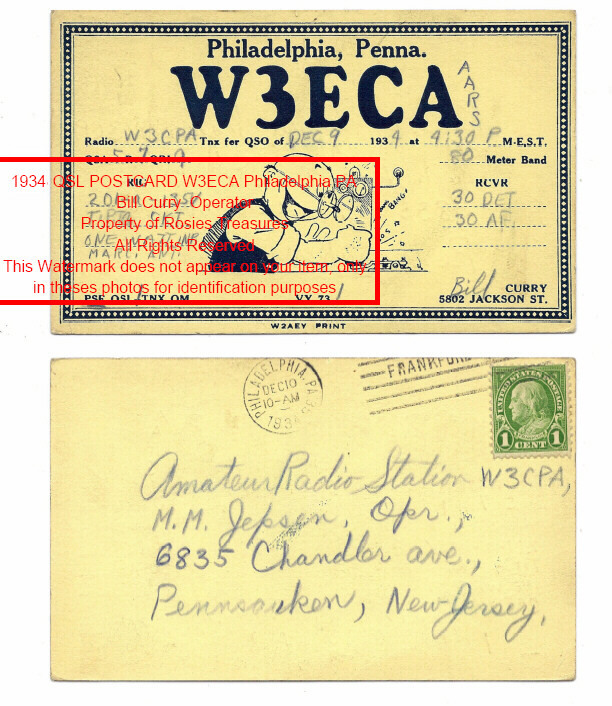 Philadelphia, Penna.
W3ECA
AARS
Radio W3CPA Tnx for QSO of DEC 9 1934 at 4:30 P M-E.S.T.
80 Meter Band
1934 QSL POSTCARD W3ECA Philadelphia PA
Bill Curry- Operator
Property of Rosies Treasures
All Rights Reserved
This Watermark does not appear on your item, only
in theses photos for identification purposes
RCVR
30 DET
30 AF.
BANG!
PSE QSL TNX OM VY 73 Bill CURRY
5802 JACKSON ST.
W2AEY PRINT
PHILADELPHIA, PA.
DEC 10
10-AM
FRANKFORD
UNITED STATES POSTAGE
FRANKLIN
1 CENT 1
Amateur Radio Station W3CPA,
M.M. Jepson, Opr.,
6835 Chandler ave.,
Pennsauken, New Jersey,